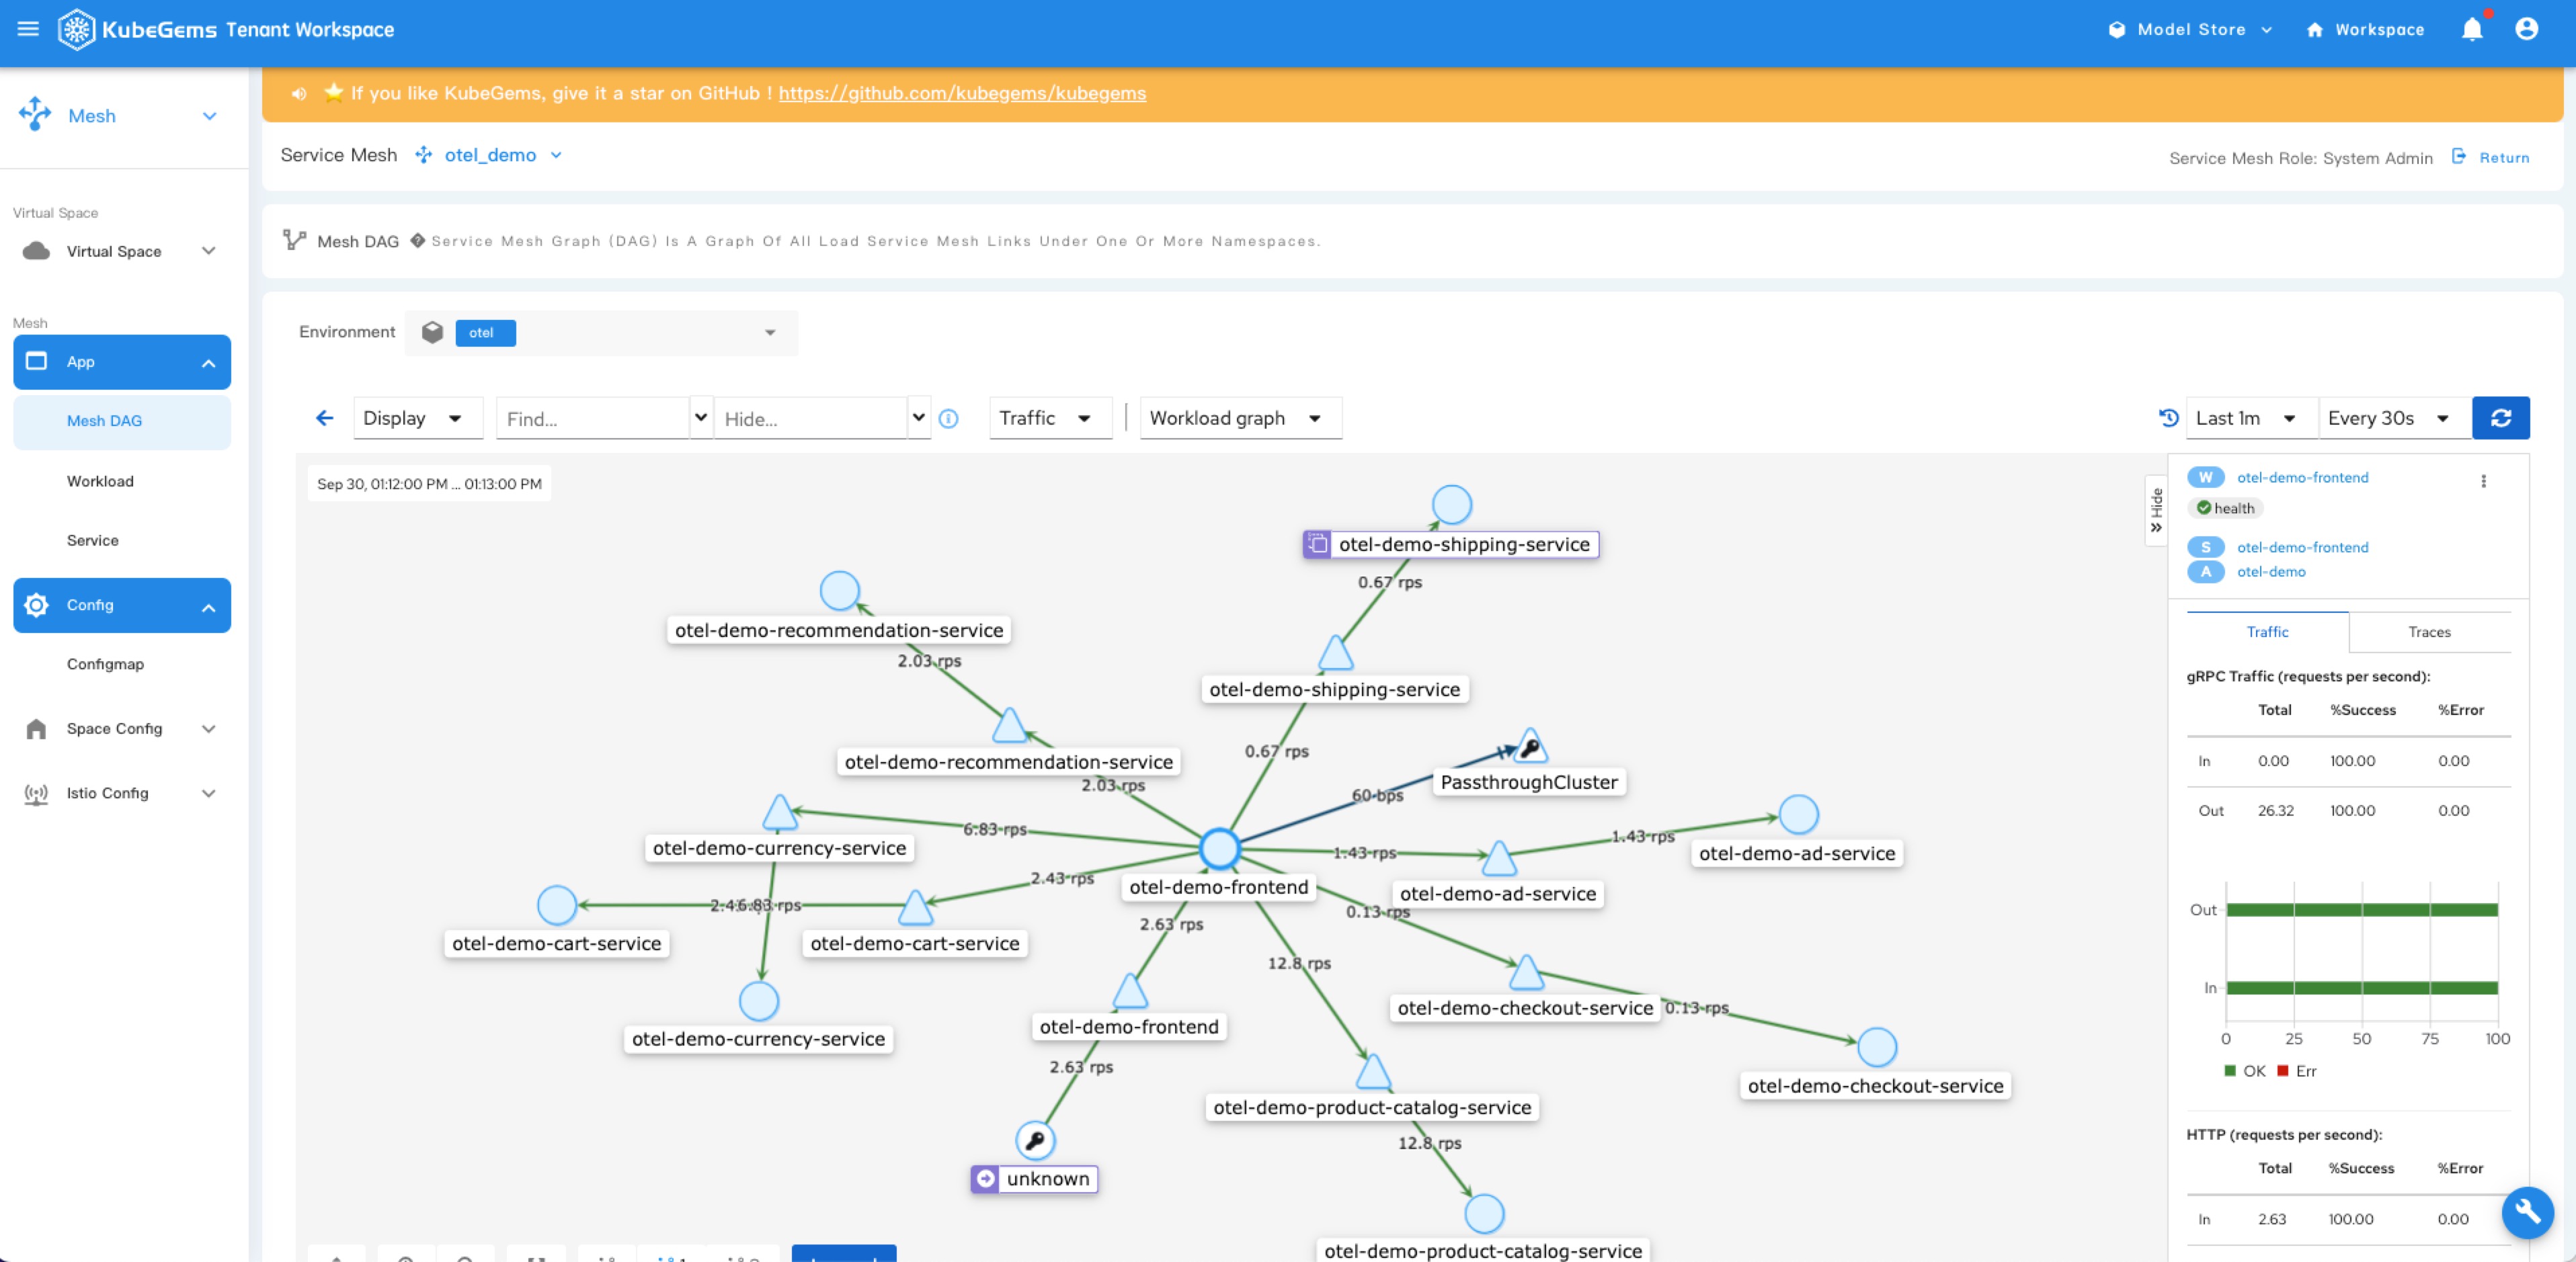 KubeGems Tenant Workspace
Model Store
Workspace
Mesh
⭐ If you like KubeGems, give it a star on GitHub ! https://github.com/kubegems/kubegems
Service Mesh otel_demo
Service Mesh Role: System Admin Return
Virtual Space
Virtual Space
Mesh DAG Service Mesh Graph (DAG) Is A Graph Of All Load Service Mesh Links Under One Or More Namespaces.
Mesh
App
Mesh DAG
Workload
Service
Config
Configmap
Space Config
Istio Config
Environment otel
Display Find... Hide... Traffic Workload graph Last 1m Every 30s
Sep 30, 01:12:00 PM ... 01:13:00 PM
otel-demo-shipping-service
0.67 rps
otel-demo-recommendation-service
2.03 rps
otel-demo-shipping-service
0.67 rps
otel-demo-recommendation-service
2.03 rps
PassthroughCluster
60 bps
6.83 rps
otel-demo-currency-service
1.43 rps
1.43 rps
otel-demo-ad-service
2.43 rps
otel-demo-frontend
otel-demo-ad-service
6.83 rps
0.13 rps
2.63 rps
otel-demo-cart-service
otel-demo-cart-service
12.8 rps
otel-demo-checkout-service
0.13 rps
otel-demo-frontend
otel-demo-currency-service
2.63 rps
otel-demo-checkout-service
otel-demo-product-catalog-service
12.8 rps
unknown
otel-demo-product-catalog-service
Hide
W otel-demo-frontend
health
S otel-demo-frontend
A otel-demo
Traffic Traces
gRPC Traffic (requests per second):
Total %Success %Error
In 0.00 100.00 0.00
Out 26.32 100.00 0.00
Out
In
0 25 50 75 100
OK Err
HTTP (requests per second):
Total %Success %Error
In 2.63 100.00 0.00